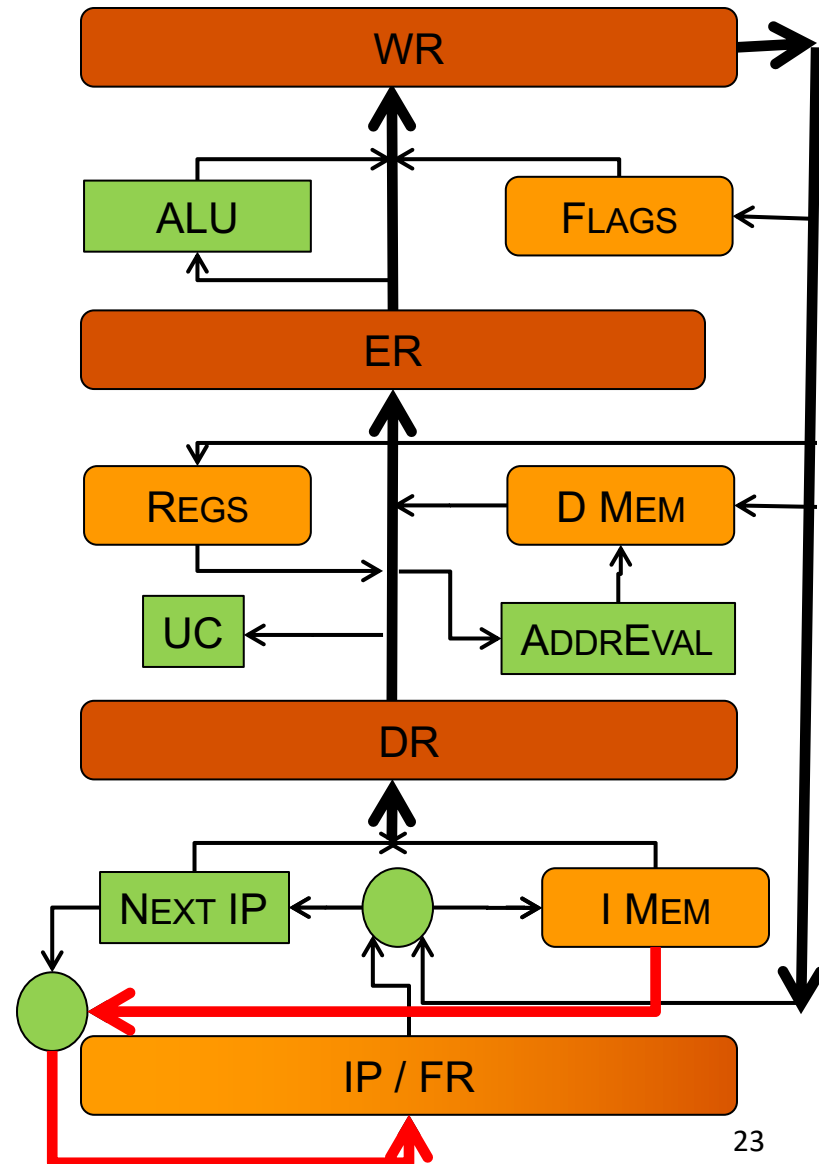 WR
ALU
FLAGS
ER
REGS
D MEM
UC
ADDREVAL
DR
NEXT IP
I MEM
IP / FR
23